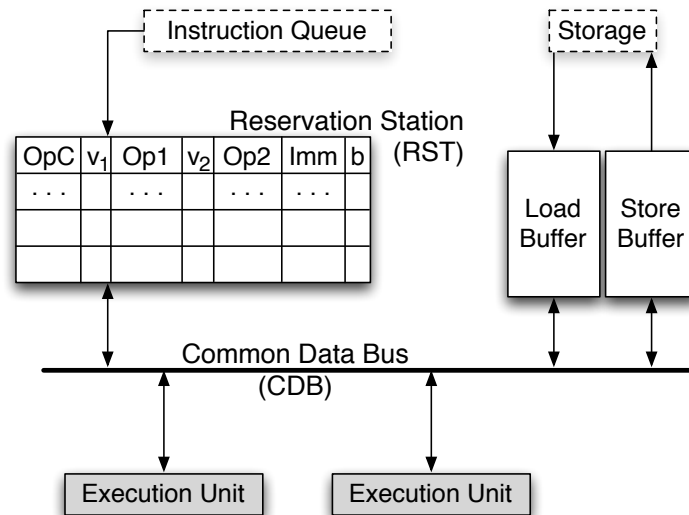 Instruction Queue
Storage
Reservation Station
(RST)
OpC v₁ Op1 v₂ Op2 Imm b
. . . . . . . . . . . .
Load
Buffer
Store
Buffer
Common Data Bus
(CDB)
Execution Unit
Execution Unit